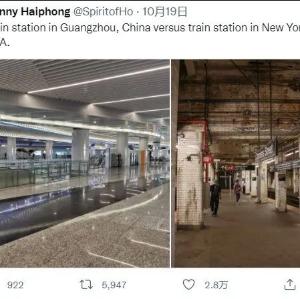 nny Haiphong @SpiritofHo · 10月19日
in station in Guangzhou, China versus train station in New Yor
A.
922 5,947 2.8万